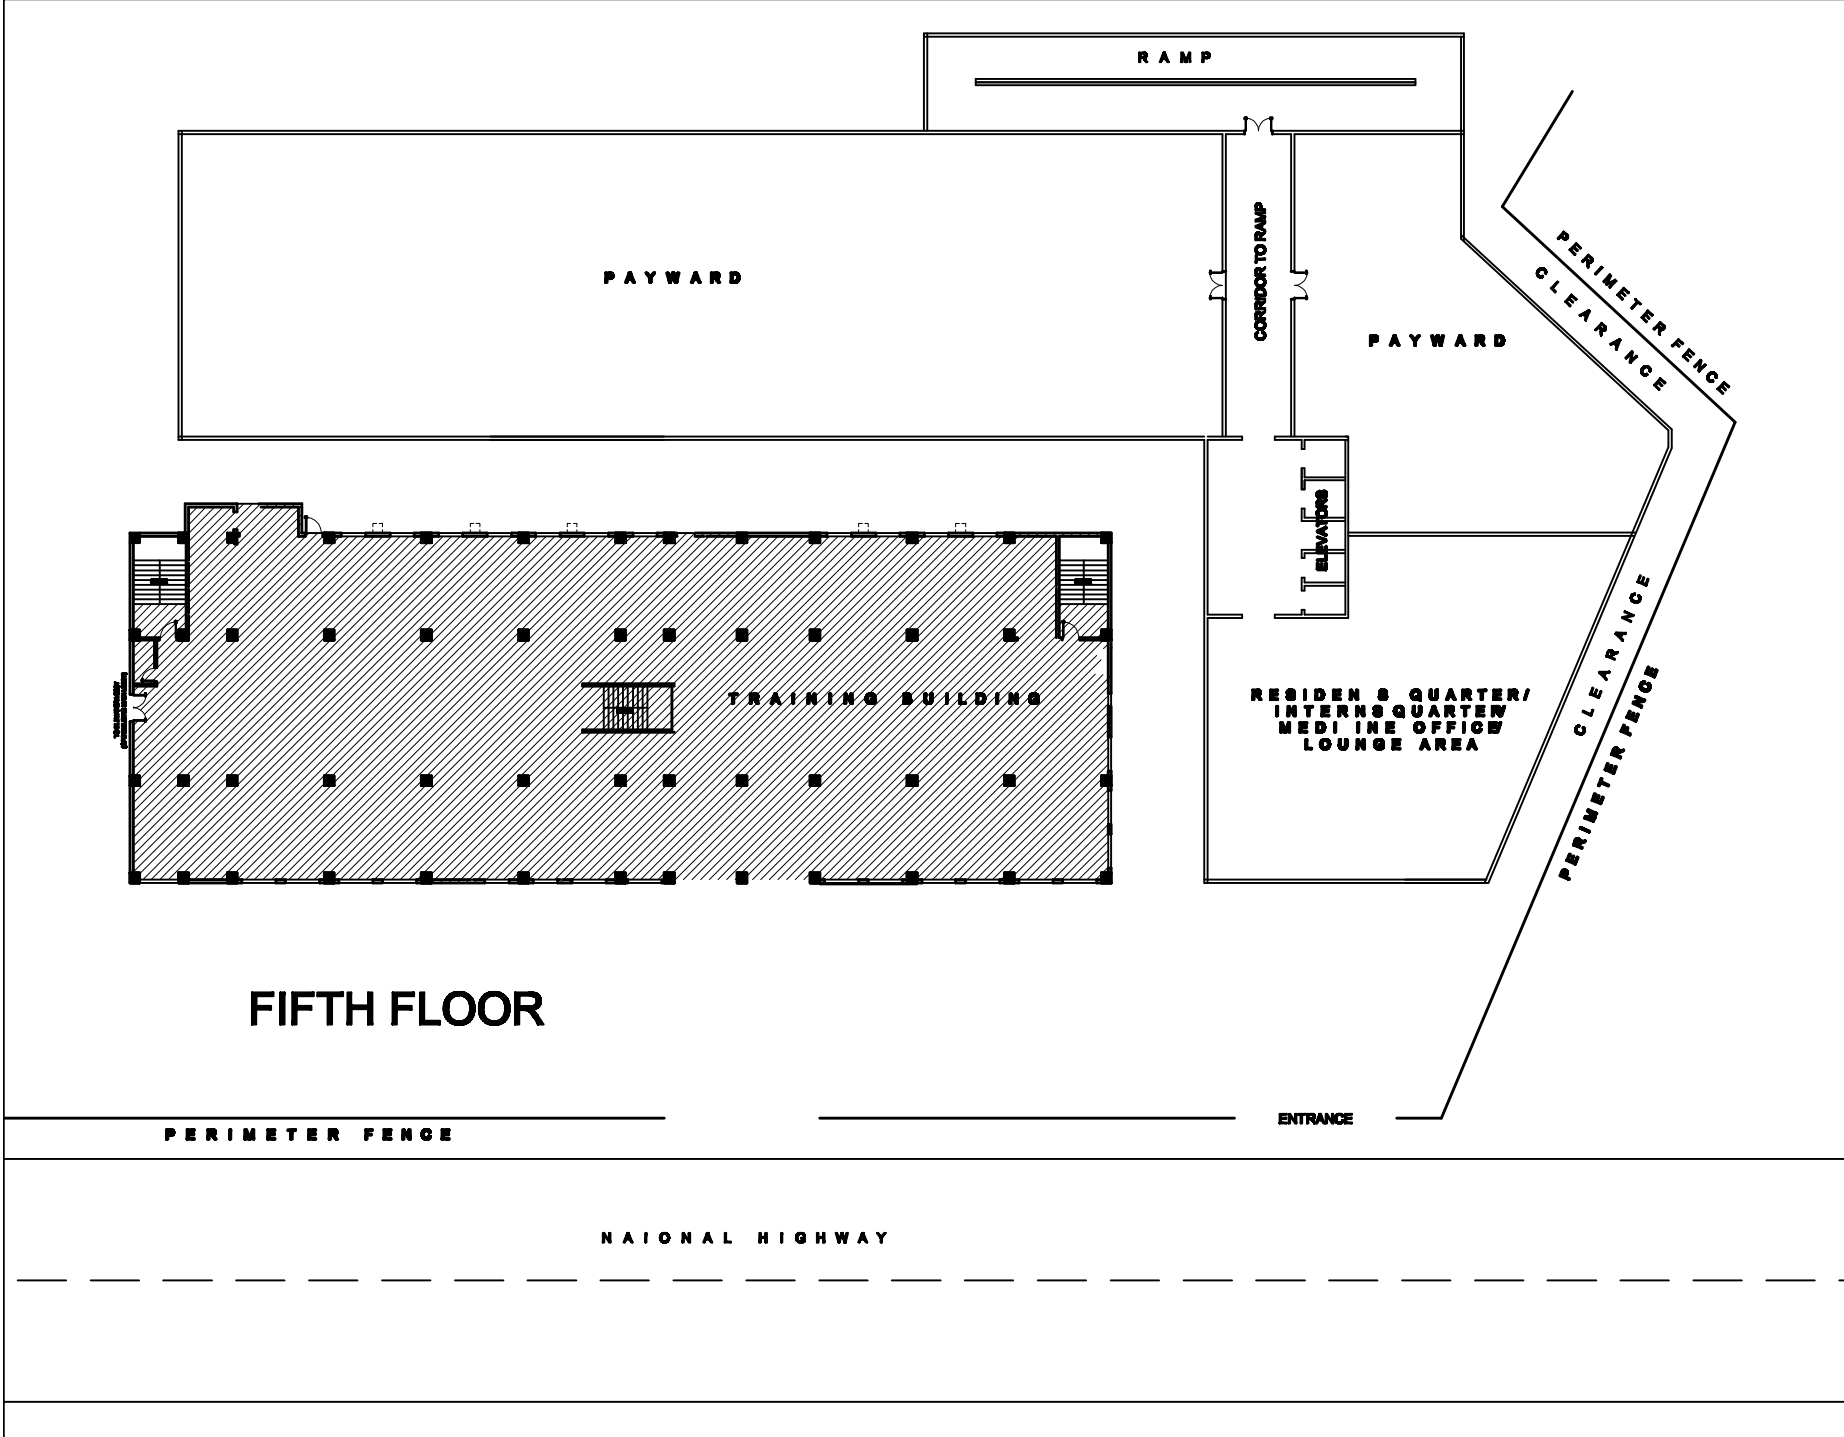 RAMP
PAYWARD
CORRIDOR TO RAMP
PAYWARD
PERIMETER FENCE
CLEARANCE
ELEVATORS
TRAINING BUILDING
RESIDEN S QUARTER/
INTERNS QUARTER/
MEDI INE OFFICE/
LOUNGE AREA
CLEARANCE
PERIMETER FENCE
FIFTH FLOOR
ENTRANCE
PERIMETER FENCE
NAIONAL HIGHWAY